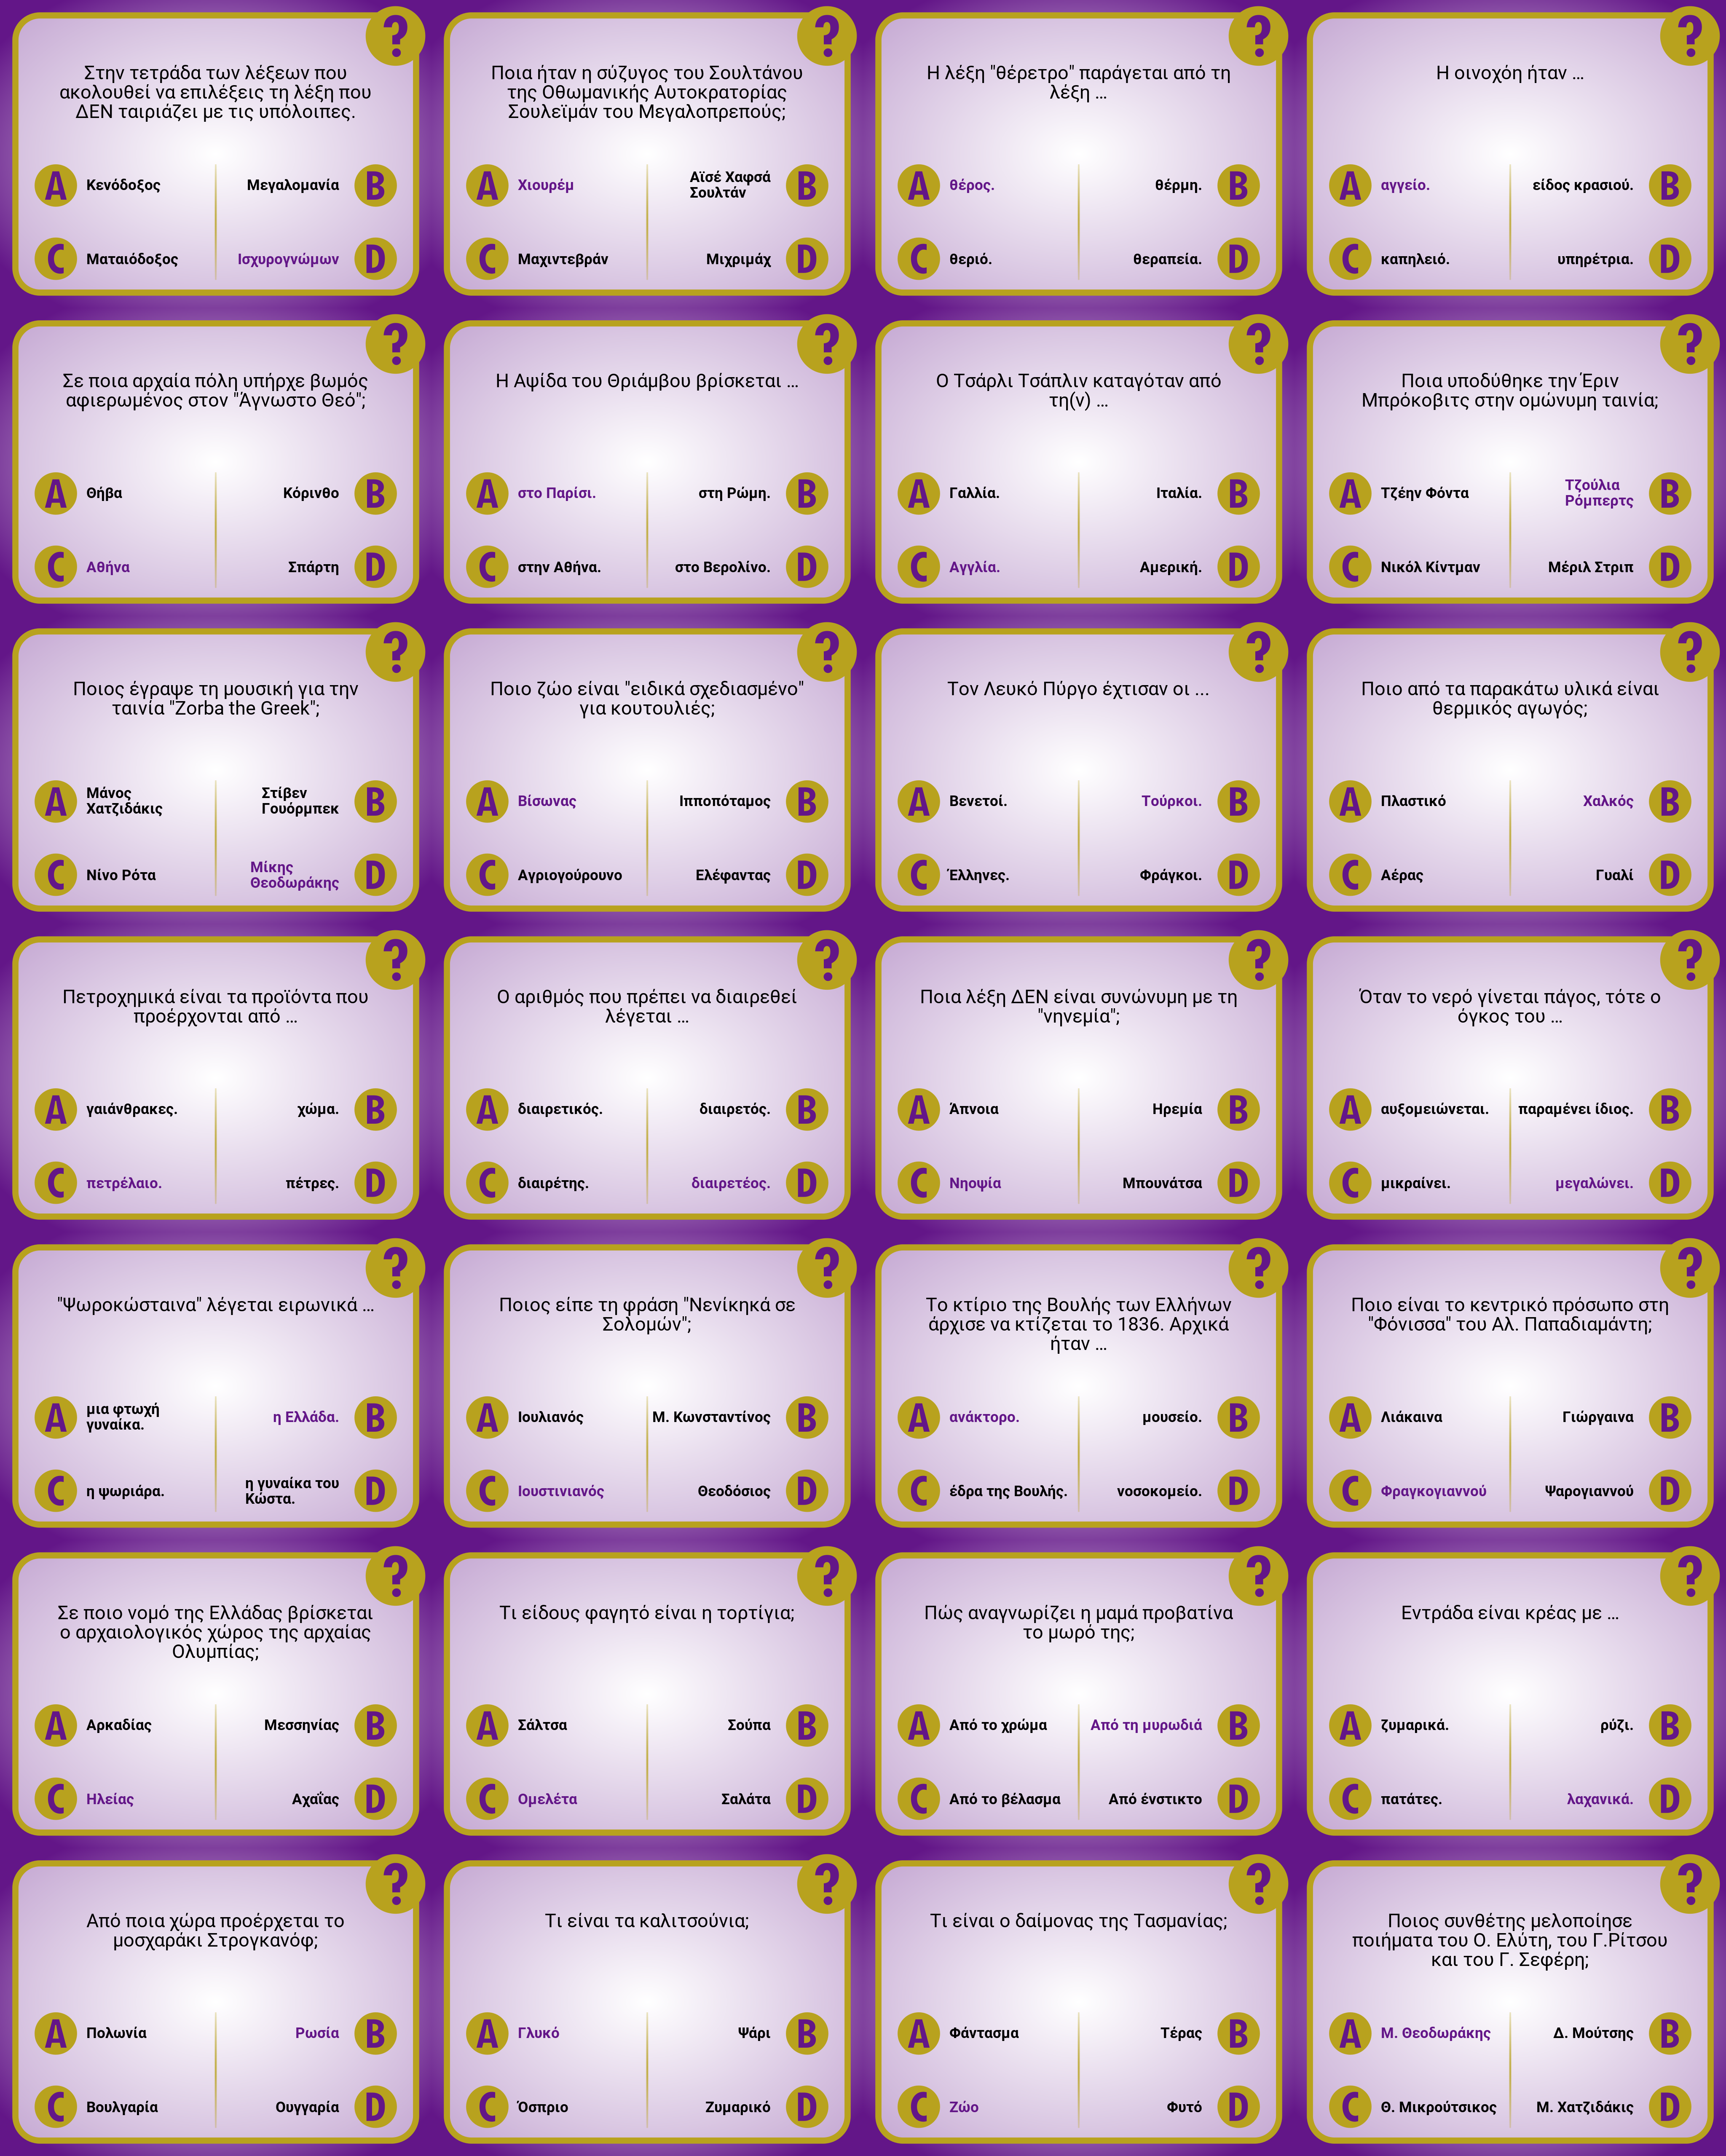 ?
Στην τετράδα των λέξεων που
ακολουθεί να επιλέξεις τη λέξη που
ΔΕΝ ταιριάζει με τις υπόλοιπες.
A Κενόδοξος
Μεγαλομανία B
C Ματαιόδοξος
Ισχυρογνώμων D
?
Ποια ήταν η σύζυγος του Σουλτάνου
της Οθωμανικής Αυτοκρατορίας
Σουλεϊμάν του Μεγαλοπρεπούς;
A Χιουρέμ
Αϊσέ Χαφσά
Σουλτάν B
C Μαχιντεβράν
Μιχριμάχ D
?
Η λέξη "θέρετρο" παράγεται από τη
λέξη ...
A θέρος.
θέρμη. B
C θεριό.
θεραπεία. D
?
Η οινοχόη ήταν ...
A αγγείο.
είδος κρασιού. B
C καπηλειό.
υπηρέτρια. D
?
Σε ποια αρχαία πόλη υπήρχε βωμός
αφιερωμένος στον "Άγνωστο Θεό";
A Θήβα
Κόρινθο B
C Αθήνα
Σπάρτη D
?
Η Αψίδα του Θριάμβου βρίσκεται ...
A στο Παρίσι.
στη Ρώμη. B
C στην Αθήνα.
στο Βερολίνο. D
?
Ο Τσάρλι Τσάπλιν καταγόταν από
τη(ν) ...
A Γαλλία.
Ιταλία. B
C Αγγλία.
Αμερική. D
?
Ποια υποδύθηκε την Έριν
Μπρόκοβιτς στην ομώνυμη ταινία;
A Τζέην Φόντα
Τζούλια
Ρόμπερτς B
C Νικόλ Κίντμαν
Μέριλ Στριπ D
?
Ποιος έγραψε τη μουσική για την
ταινία "Zorba the Greek";
A Μάνος
Χατζιδάκις
Στίβεν
Γουόρμπεκ B
C Νίνο Ρότα
Μίκης
Θεοδωράκης D
?
Ποιο ζώο είναι "ειδικά σχεδιασμένο"
για κουτουλιές;
A Βίσωνας
Ιπποπόταμος B
C Αγριογούρουνο
Ελέφαντας D
?
Τον Λευκό Πύργο έχτισαν οι ...
A Βενετοί.
Τούρκοι. B
C Έλληνες.
Φράγκοι. D
?
Ποιο από τα παρακάτω υλικά είναι
θερμικός αγωγός;
A Πλαστικό
Χαλκός B
C Αέρας
Γυαλί D
?
Πετροχημικά είναι τα προϊόντα που
προέρχονται από ...
A γαιάνθρακες.
χώμα. B
C πετρέλαιο.
πέτρες. D
?
Ο αριθμός που πρέπει να διαιρεθεί
λέγεται ...
A διαιρετικός.
διαιρετός. B
C διαιρέτης.
διαιρετέος. D
?
Ποια λέξη ΔΕΝ είναι συνώνυμη με τη
"νηνεμία";
A Άπνοια
Ηρεμία B
C Νηοψία
Μπουνάτσα D
?
Όταν το νερό γίνεται πάγος, τότε ο
όγκος του ...
A αυξομειώνεται.
παραμένει ίδιος. B
C μικραίνει.
μεγαλώνει. D
?
"Ψωροκώσταινα" λέγεται ειρωνικά ...
A μια φτωχή
γυναίκα.
η Ελλάδα. B
C η ψωριάρα.
η γυναίκα του
Κώστα. D
?
Ποιος είπε τη φράση "Νενίκηκά σε
Σολομών";
A Ιουλιανός
Μ. Κωνσταντίνος B
C Ιουστινιανός
Θεοδόσιος D
?
Το κτίριο της Βουλής των Ελλήνων
άρχισε να κτίζεται το 1836. Αρχικά
ήταν ...
A ανάκτορο.
μουσείο. B
C έδρα της Βουλής.
νοσοκομείο. D
?
Ποιο είναι το κεντρικό πρόσωπο στη
"Φόνισσα" του Αλ. Παπαδιαμάντη;
A Λιάκαινα
Γιώργαινα B
C Φραγκογιαννού
Ψαρογιαννού D
?
Σε ποιο νομό της Ελλάδας βρίσκεται
ο αρχαιολογικός χώρος της αρχαίας
Ολυμπίας;
A Αρκαδίας
Μεσσηνίας B
C Ηλείας
Αχαΐας D
?
Τι είδους φαγητό είναι η τορτίγια;
A Σάλτσα
Σούπα B
C Ομελέτα
Σαλάτα D
?
Πώς αναγνωρίζει η μαμά προβατίνα
το μωρό της;
A Από το χρώμα
Από τη μυρωδιά B
C Από το βέλασμα
Από ένστικτο D
?
Εντράδα είναι κρέας με ...
A ζυμαρικά.
ρύζι. B
C πατάτες.
λαχανικά. D
?
Από ποια χώρα προέρχεται το
μοσχαράκι Στρογκανόφ;
A Πολωνία
Ρωσία B
C Βουλγαρία
Ουγγαρία D
?
Τι είναι τα καλιτσούνια;
A Γλυκό
Ψάρι B
C Όσπριο
Ζυμαρικό D
?
Τι είναι ο δαίμονας της Τασμανίας;
A Φάντασμα
Τέρας B
C Ζώο
Φυτό D
?
Ποιος συνθέτης μελοποίησε
ποιήματα του Ο. Ελύτη, του Γ.Ρίτσου
και του Γ. Σεφέρη;
A Μ. Θεοδωράκης
Δ. Μούτσης B
C Θ. Μικρούτσικος
Μ. Χατζιδάκις D